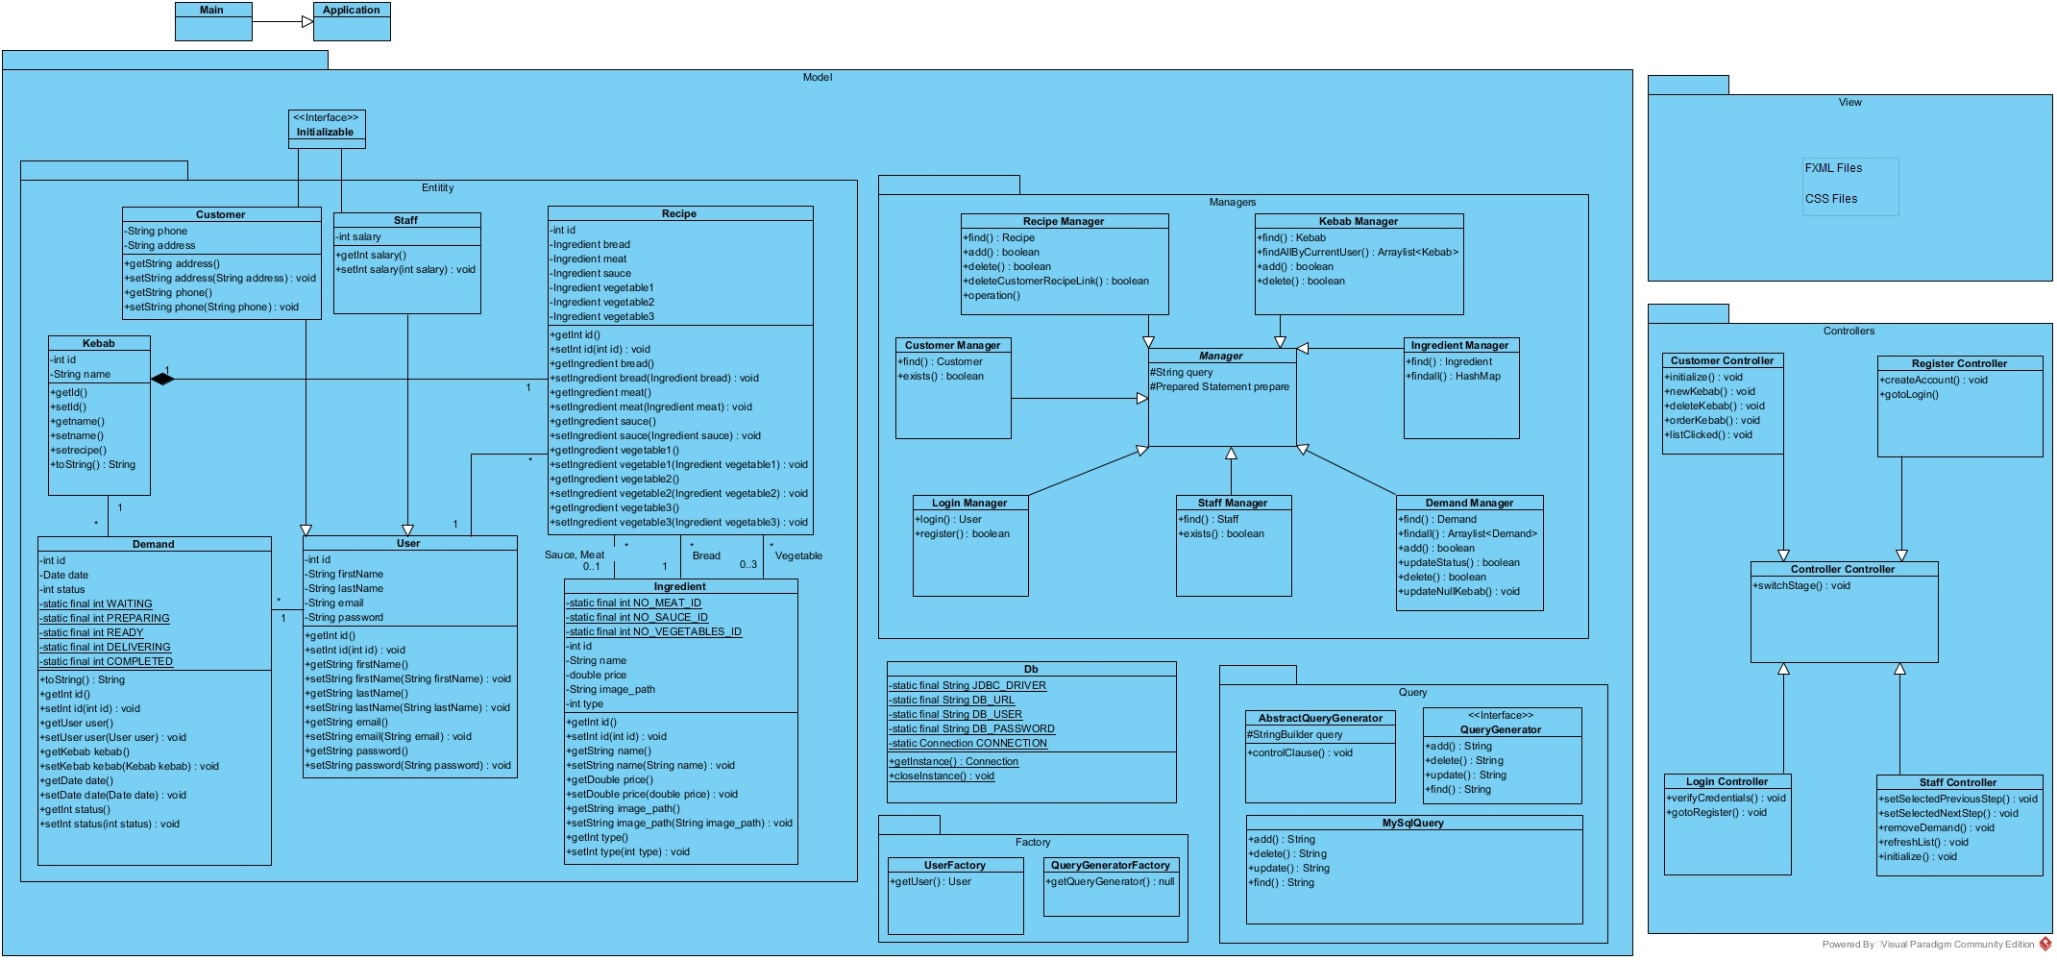 Main
Application
Model
<<Interface>>
Initializable
Entitity
Customer
-String phone
-String address
+getString address()
+setString address(String address) : void
+getString phone()
+setString phone(String phone) : void
Staff
-int salary
+getInt salary()
+setInt salary(int salary) : void
Recipe
-int id
-Ingredient bread
-Ingredient meat
-Ingredient sauce
-Ingredient vegetable1
-Ingredient vegetable2
-Ingredient vegetable3
+getInt id()
+setInt id(int id) : void
+getIngredient bread()
+setIngredient bread(Ingredient bread) : void
+getIngredient meat()
+setIngredient meat(Ingredient meat) : void
+getIngredient sauce()
+setIngredient sauce(Ingredient sauce) : void
+getIngredient vegetable1()
+setIngredient vegetable1(Ingredient vegetable1) : void
+getIngredient vegetable2()
+setIngredient vegetable2(Ingredient vegetable2) : void
+getIngredient vegetable3()
+setIngredient vegetable3(Ingredient vegetable3) : void
Kebab
-int id
-String name
+getId()
+setId()
+getname()
+setname()
+setrecipe()
+toString() : String
1
1
1
*
*
1
Demand
-int id
-Date date
-int status
-static final int WAITING
-static final int PREPARING
-static final int READY
-static final int DELIVERING
-static final int COMPLETED
+toString() : String
+getInt id()
+setInt id(int id) : void
+getUser user()
+setUser user(User user) : void
+getKebab kebab()
+setKebab kebab(Kebab kebab) : void
+getDate date()
+setDate date(Date date) : void
+getInt status()
+setInt status(int status) : void
*
1
User
-int id
-String firstName
-String lastName
-String email
-String password
+getInt id()
+setInt id(int id) : void
+getString firstName()
+setString firstName(String firstName) : void
+getString lastName()
+setString lastName(String lastName) : void
+getString email()
+setString email(String email) : void
+getString password()
+setString password(String password) : void
Sauce, Meat
*
0..1
*
Bread
1
*
Vegetable
0..3
Ingredient
-static final int NO_MEAT_ID
-static final int NO_SAUCE_ID
-static final int NO_VEGETABLES_ID
-int id
-String name
-double price
-String image_path
-int type
+getInt id()
+setInt id(int id) : void
+getString name()
+setString name(String name) : void
+getDouble price()
+setDouble price(double price) : void
+getString image_path()
+setString image_path(String image_path) : void
+getInt type()
+setInt type(int type) : void
Managers
Recipe Manager
+find() : Recipe
+add() : boolean
+delete() : boolean
+deleteCustomerRecipeLink() : boolean
+operation()
Kebab Manager
+find() : Kebab
+findAllByCurrentUser() : Arraylist<Kebab>
+add() : boolean
+delete() : boolean
Customer Manager
+find() : Customer
+exists() : boolean
Manager
#String query
#Prepared Statement prepare
Ingredient Manager
+find() : Ingredient
+findall() : HashMap
Login Manager
+login() : User
+register() : boolean
Staff Manager
+find() : Staff
+exists() : boolean
Demand Manager
+find() : Demand
+findall() : Arraylist<Demand>
+add() : boolean
+updateStatus() : boolean
+delete() : boolean
+updateNullKebab() : void
Db
-static final String JDBC_DRIVER
-static final String DB_URL
-static final String DB_USER
-static final String DB_PASSWORD
-static Connection CONNECTION
+getInstance() : Connection
+closeInstance() : void
Factory
UserFactory
+getUser() : User
QueryGeneratorFactory
+getQueryGenerator() : null
Query
AbstractQueryGenerator
#StringBuilder query
+controlClause() : void
<<Interface>>
QueryGenerator
+add() : String
+delete() : String
+update() : String
+find() : String
MySqlQuery
+add() : String
+delete() : String
+update() : String
+find() : String
View
FXML Files
CSS Files
Controllers
Customer Controller
+initialize() : void
+newKebab() : void
+deleteKebab() : void
+orderKebab() : void
+listClicked() : void
Register Controller
+createAccount() : void
+gotoLogin()
Controller Controller
+switchStage() : void
Login Controller
+verifyCredentials() : void
+gotoRegister() : void
Staff Controller
+setSelectedPreviousStep() : void
+setSelectedNextStep() : void
+removeDemand() : void
+refreshList() : void
+initialize() : void
Powered By Visual Paradigm Community Edition